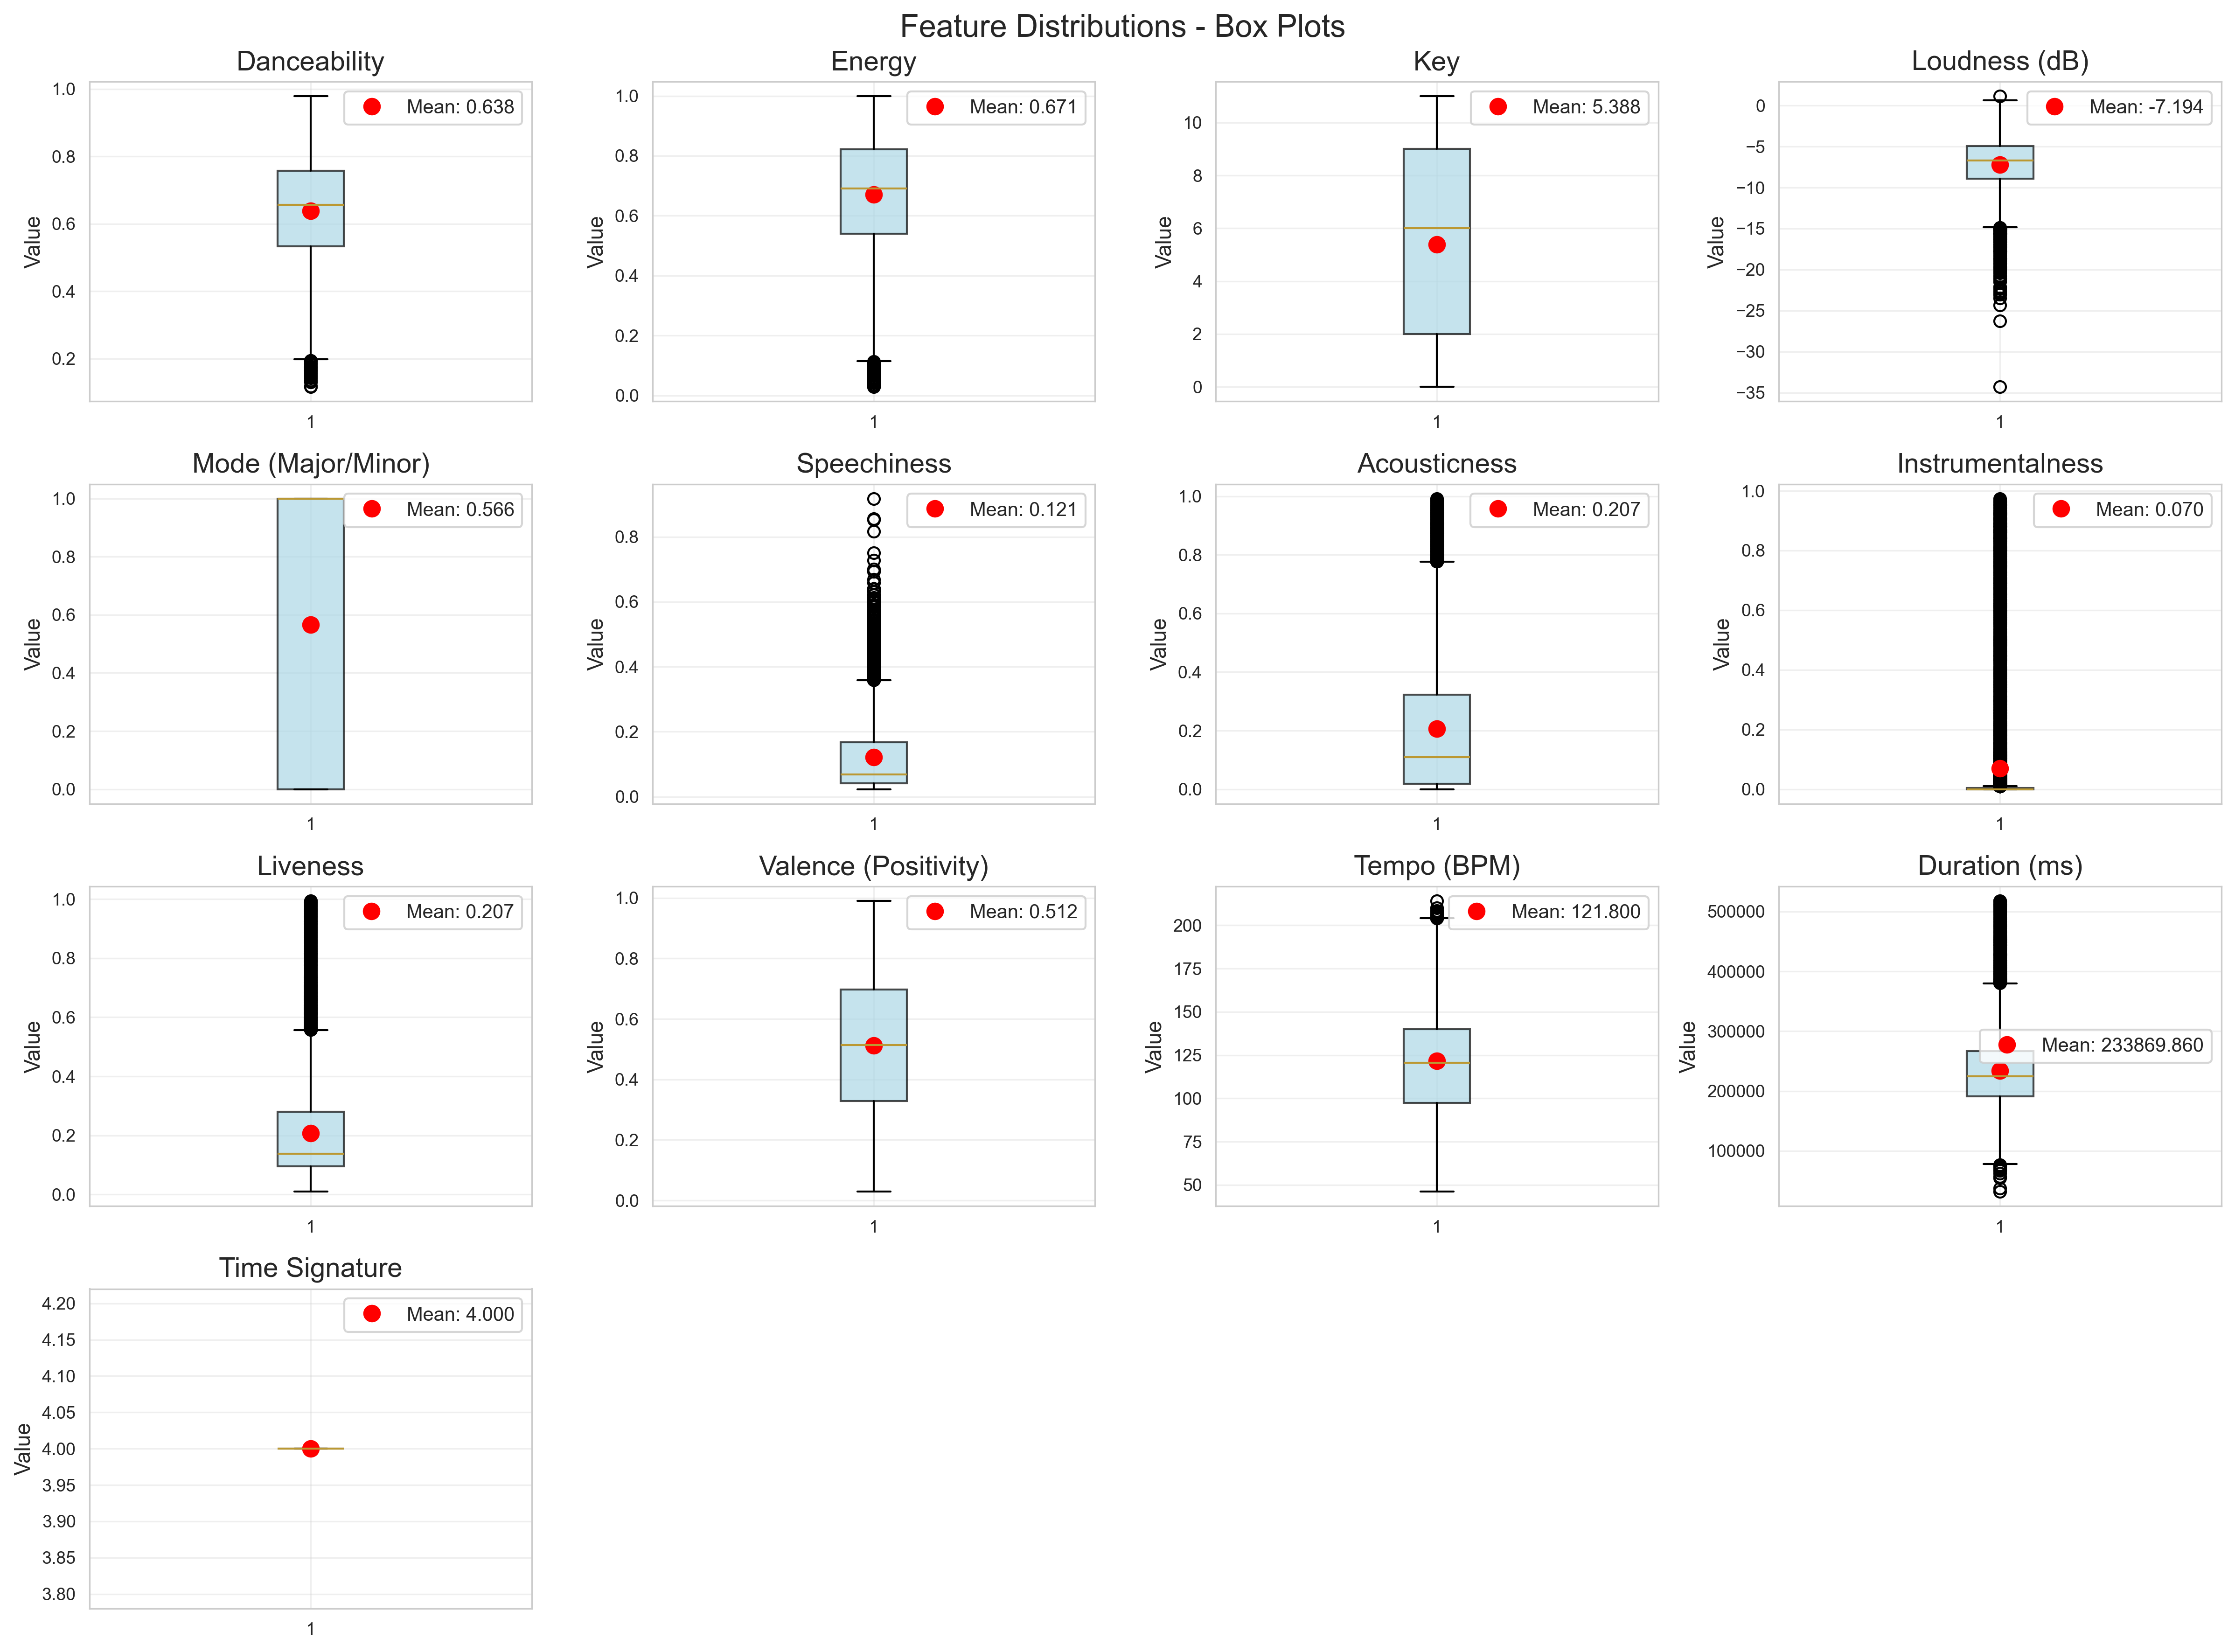 Feature Distributions - Box Plots
Danceability
Value
1.0
0.8
0.6
0.4
0.2
1
Mean: 0.638
Energy
Value
1.0
0.8
0.6
0.4
0.2
0.0
1
Mean: 0.671
Key
Value
10
8
6
4
2
0
1
Mean: 5.388
Loudness (dB)
Value
0
−5
−10
−15
−20
−25
−30
−35
1
Mean: -7.194
Mode (Major/Minor)
Value
1.0
0.8
0.6
0.4
0.2
0.0
1
Mean: 0.566
Speechiness
Value
0.8
0.6
0.4
0.2
0.0
1
Mean: 0.121
Acousticness
Value
1.0
0.8
0.6
0.4
0.2
0.0
1
Mean: 0.207
Instrumentalness
Value
1.0
0.8
0.6
0.4
0.2
0.0
1
Mean: 0.070
Liveness
Value
1.0
0.8
0.6
0.4
0.2
0.0
1
Mean: 0.207
Valence (Positivity)
Value
1.0
0.8
0.6
0.4
0.2
0.0
1
Mean: 0.512
Tempo (BPM)
Value
200
175
150
125
100
75
50
1
Mean: 121.800
Duration (ms)
Value
500000
400000
300000
200000
100000
1
Mean: 233869.860
Time Signature
Value
4.20
4.15
4.10
4.05
4.00
3.95
3.90
3.85
3.80
1
Mean: 4.000